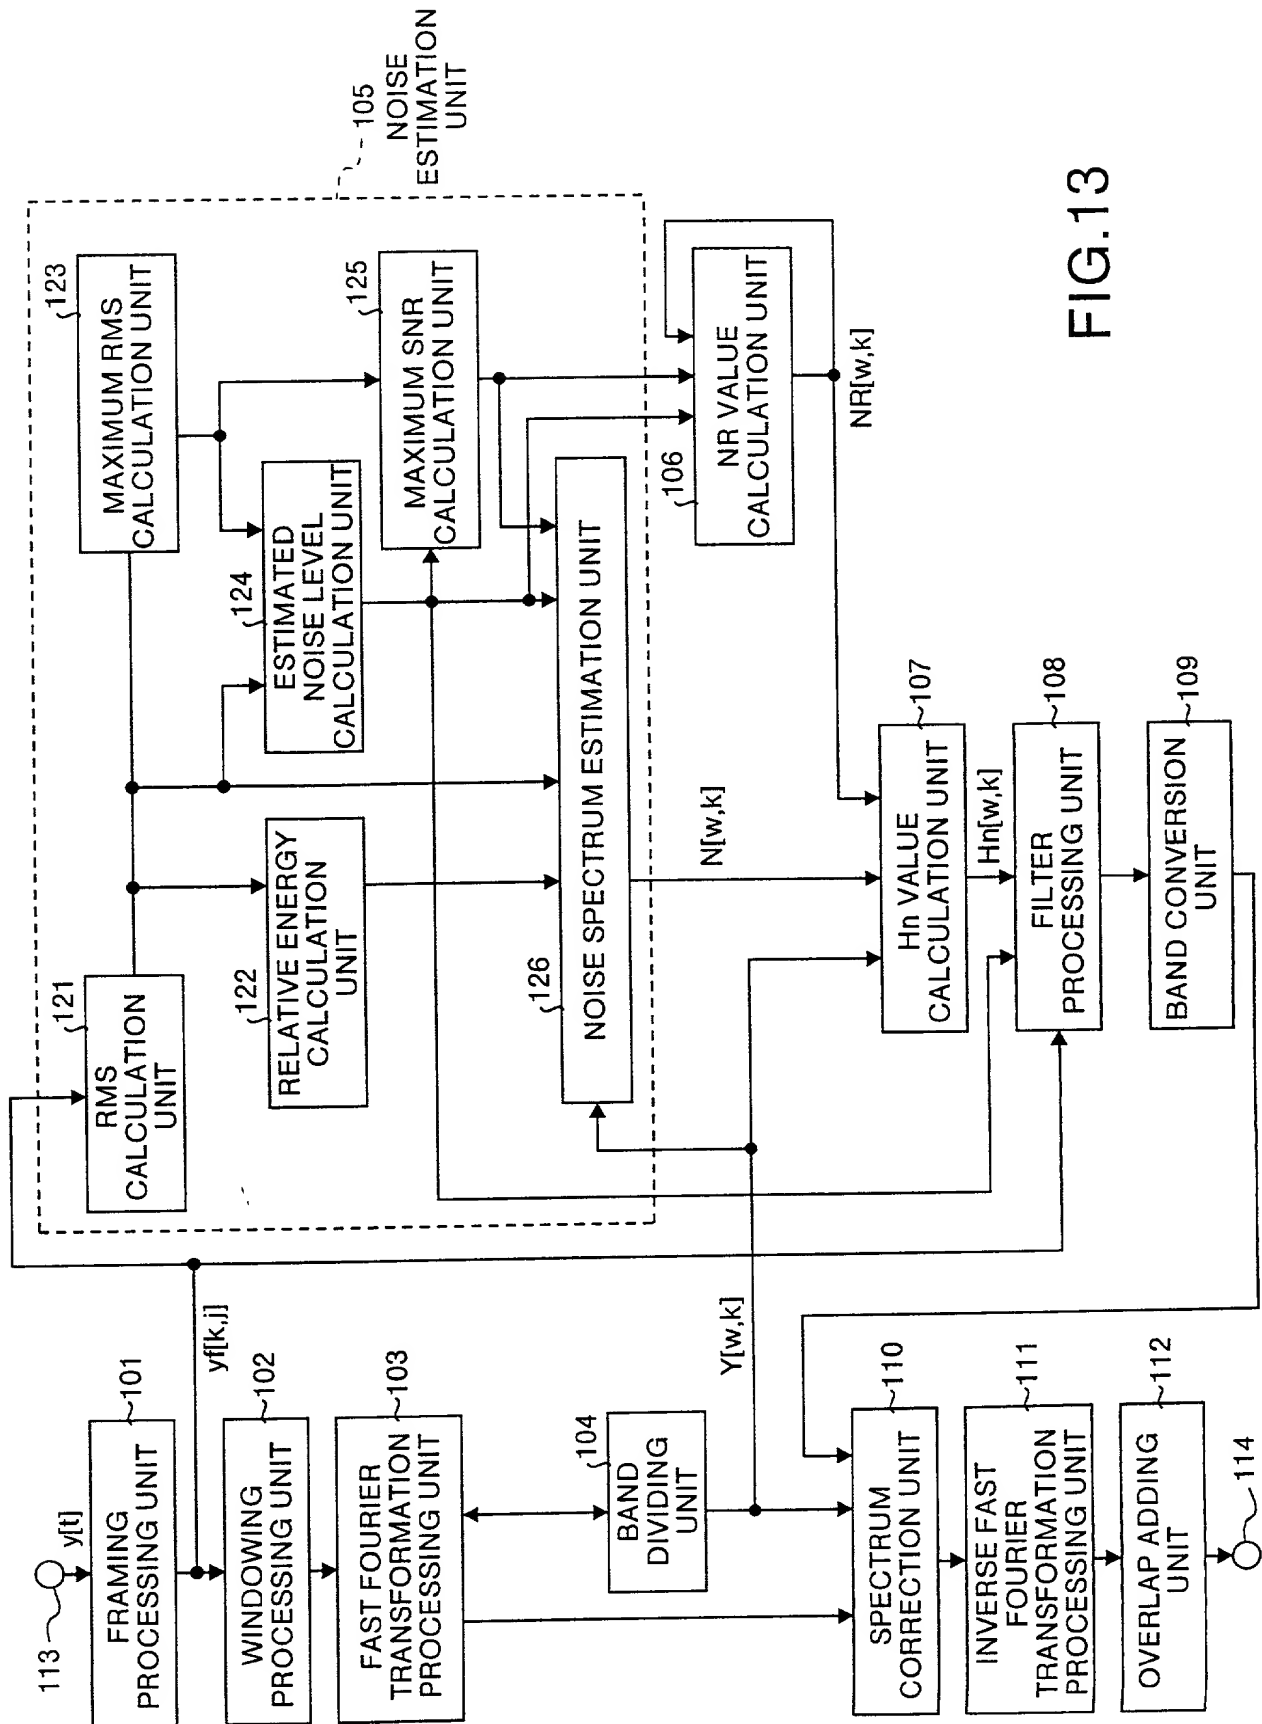 113
y[t]
FRAMING
PROCESSING UNIT
101
yf[k,j]
WINDOWING
PROCESSING UNIT
102
FAST FOURIER
TRANSFORMATION
PROCESSING UNIT
103
104
BAND
DIVIDING
UNIT
Y[w,k]
SPECTRUM
CORRECTION UNIT
110
INVERSE FAST
FOURIER
TRANSFORMATION
PROCESSING UNIT
111
OVERLAP ADDING
UNIT
112
114
121
RMS
CALCULATION
UNIT
122
RELATIVE ENERGY
CALCULATION
UNIT
123
MAXIMUM RMS
CALCULATION UNIT
124
ESTIMATED
NOISE LEVEL
CALCULATION UNIT
125
MAXIMUM SNR
CALCULATION UNIT
126
NOISE SPECTRUM ESTIMATION UNIT
105
NOISE
ESTIMATION
UNIT
106
NR VALUE
CALCULATION UNIT
NR[w,k]
N[w,k]
Hn VALUE
CALCULATION UNIT
107
Hn[w,k]
FILTER
PROCESSING UNIT
108
BAND CONVERSION
UNIT
109
FIG.13